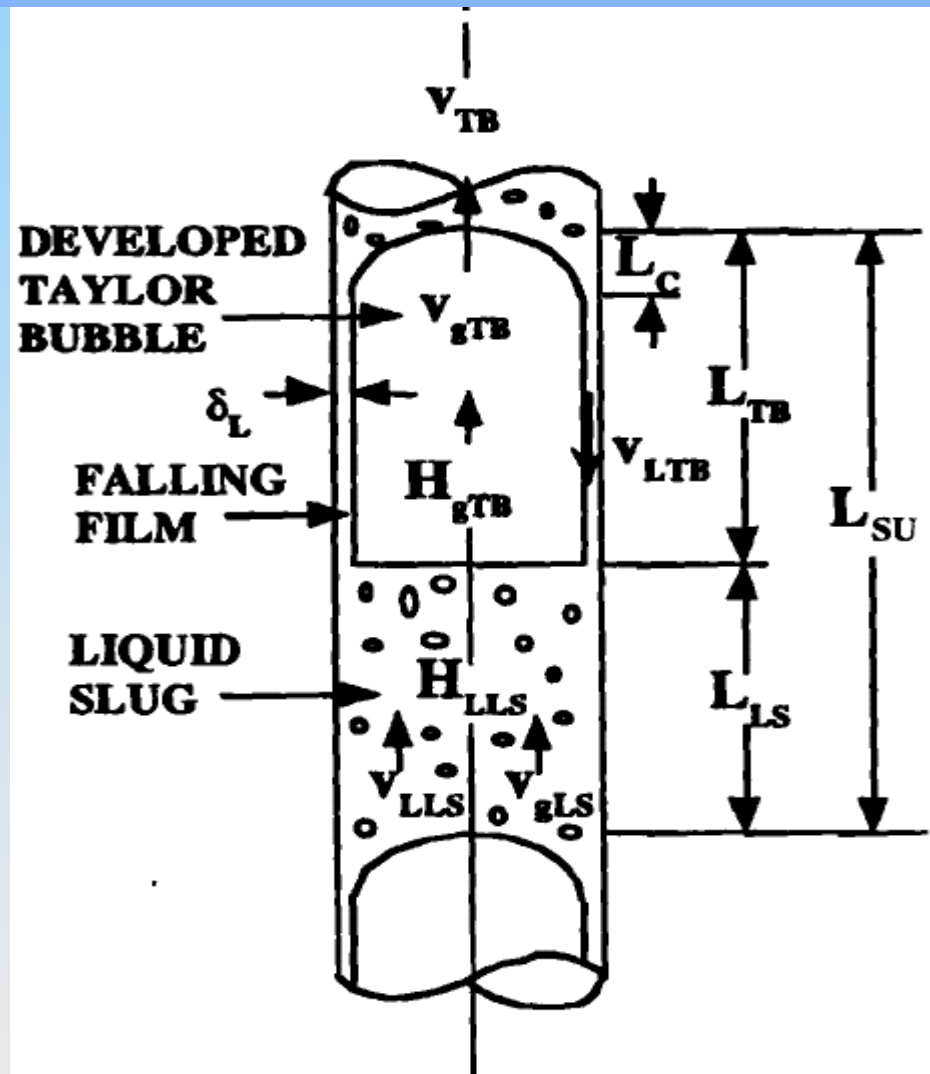 v_TB
DEVELOPED
TAYLOR
BUBBLE
L_C
v_gTB
L_TB
δ_L
v_LTB
H_gTB
L_SU
FALLING
FILM
LIQUID
SLUG
H_LLS
L_LS
v_LLS
v_gLS